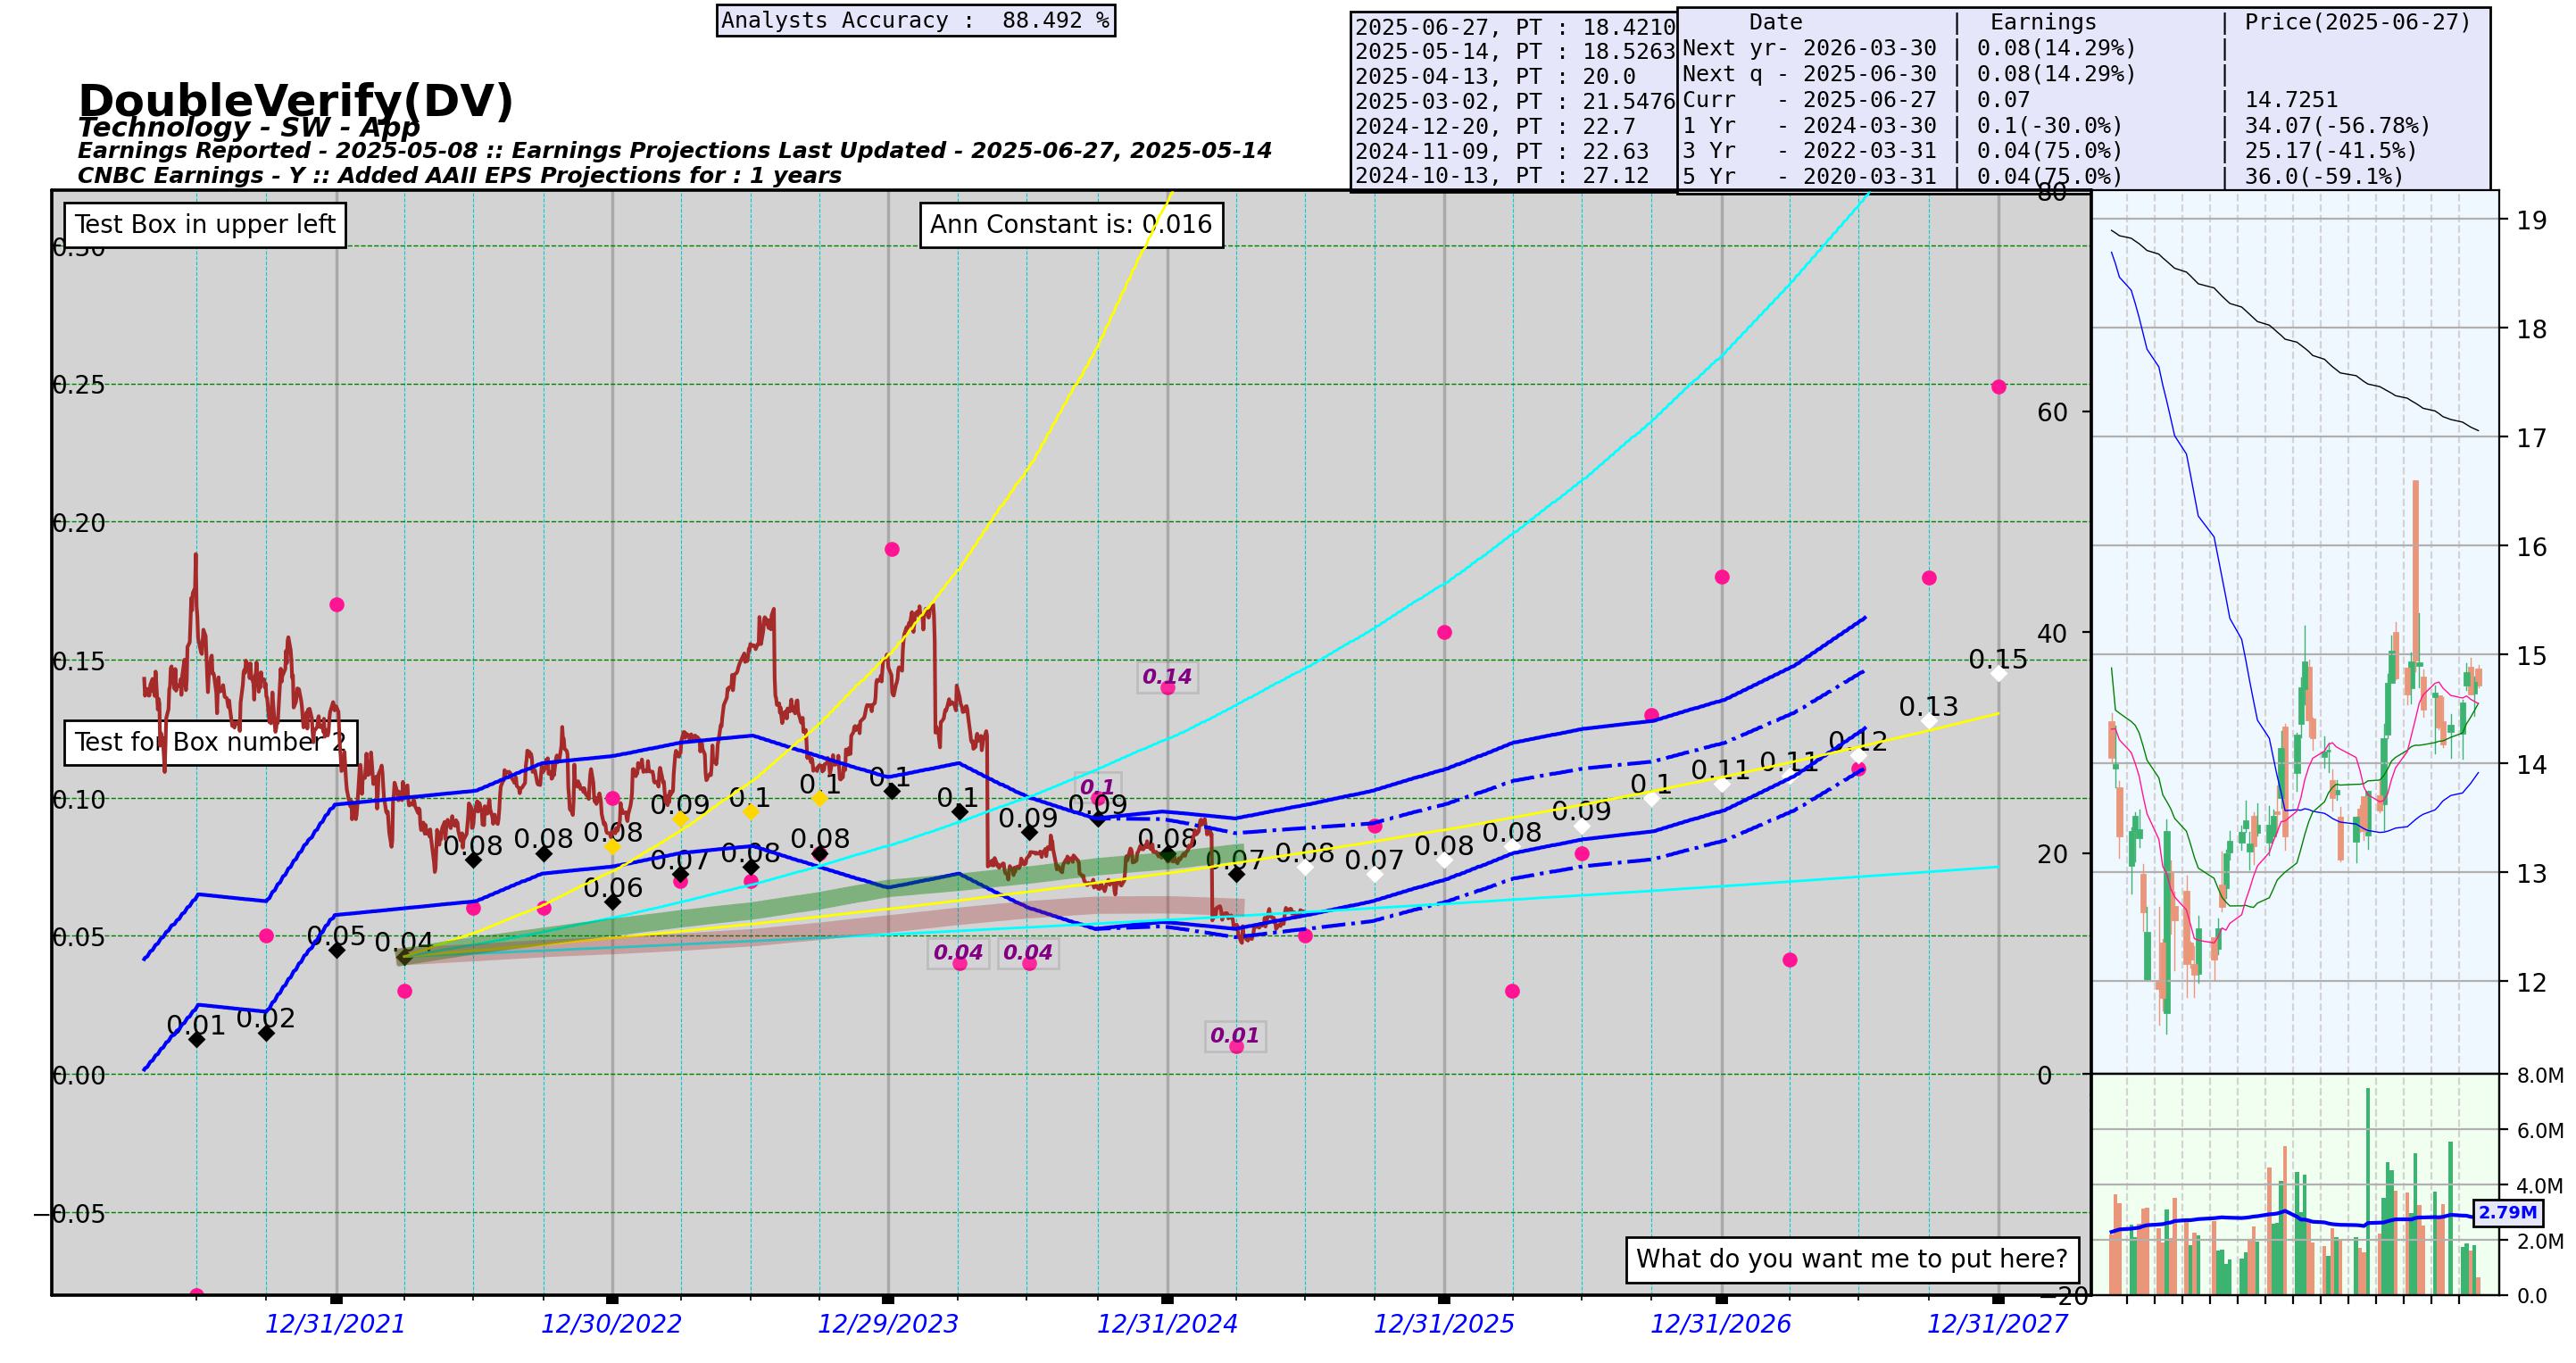 Analysts Accuracy :  88.492 %
2025-06-27, PT : 18.4210
2025-05-14, PT : 18.5263
2025-04-13, PT : 20.0
2025-03-02, PT : 21.5476
2024-12-20, PT : 22.7
2024-11-09, PT : 22.63
2024-10-13, PT : 27.12
Date | Earnings | Price(2025-06-27)
Next yr- 2026-03-30 | 0.08(14.29%) |
Next q - 2025-06-30 | 0.08(14.29%) |
Curr - 2025-06-27 | 0.07 | 14.7251
1 Yr - 2024-03-30 | 0.1(-30.0%) | 34.07(-56.78%)
3 Yr - 2022-03-31 | 0.04(75.0%) | 25.17(-41.5%)
5 Yr - 2020-03-31 | 0.04(75.0%) | 36.0(-59.1%)
DoubleVerify(DV)
Technology - SW - App
Earnings Reported - 2025-05-08 :: Earnings Projections Last Updated - 2025-06-27, 2025-05-14
CNBC Earnings - Y :: Added AAII EPS Projections for : 1 years
Test Box in upper left
Ann Constant is: 0.016
Test for Box number 2
What do you want me to put here?
0.30
0.25
0.20
0.15
0.10
0.05
0.00
−0.05
80
60
40
20
0
−20
0.01
0.02
0.05
0.04
0.08
0.08
0.08
0.06
0.09
0.07
0.1
0.08
0.1
0.08
0.1
0.1
0.09
0.09
0.08
0.07
0.08
0.07
0.08
0.08
0.09
0.1
0.11
0.11
0.12
0.13
0.15
0.04
0.04
0.1
0.14
0.01
19
18
17
16
15
14
13
12
8.0M
6.0M
4.0M
2.79M
2.0M
0.0
12/31/2021
12/30/2022
12/29/2023
12/31/2024
12/31/2025
12/31/2026
12/31/2027